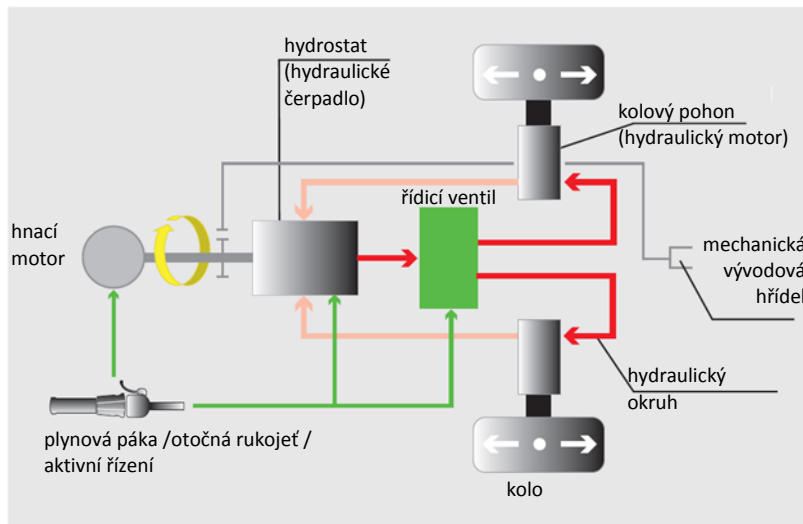 hydrostat
(hydraulické
čerpadlo)
kolový pohon
(hydraulický motor)
řídicí ventil
hnací
motor
mechanická
vývodová
hřídel
hydraulický
okruh
plynová páka /otočná rukojeť /
aktivní řízení
kolo